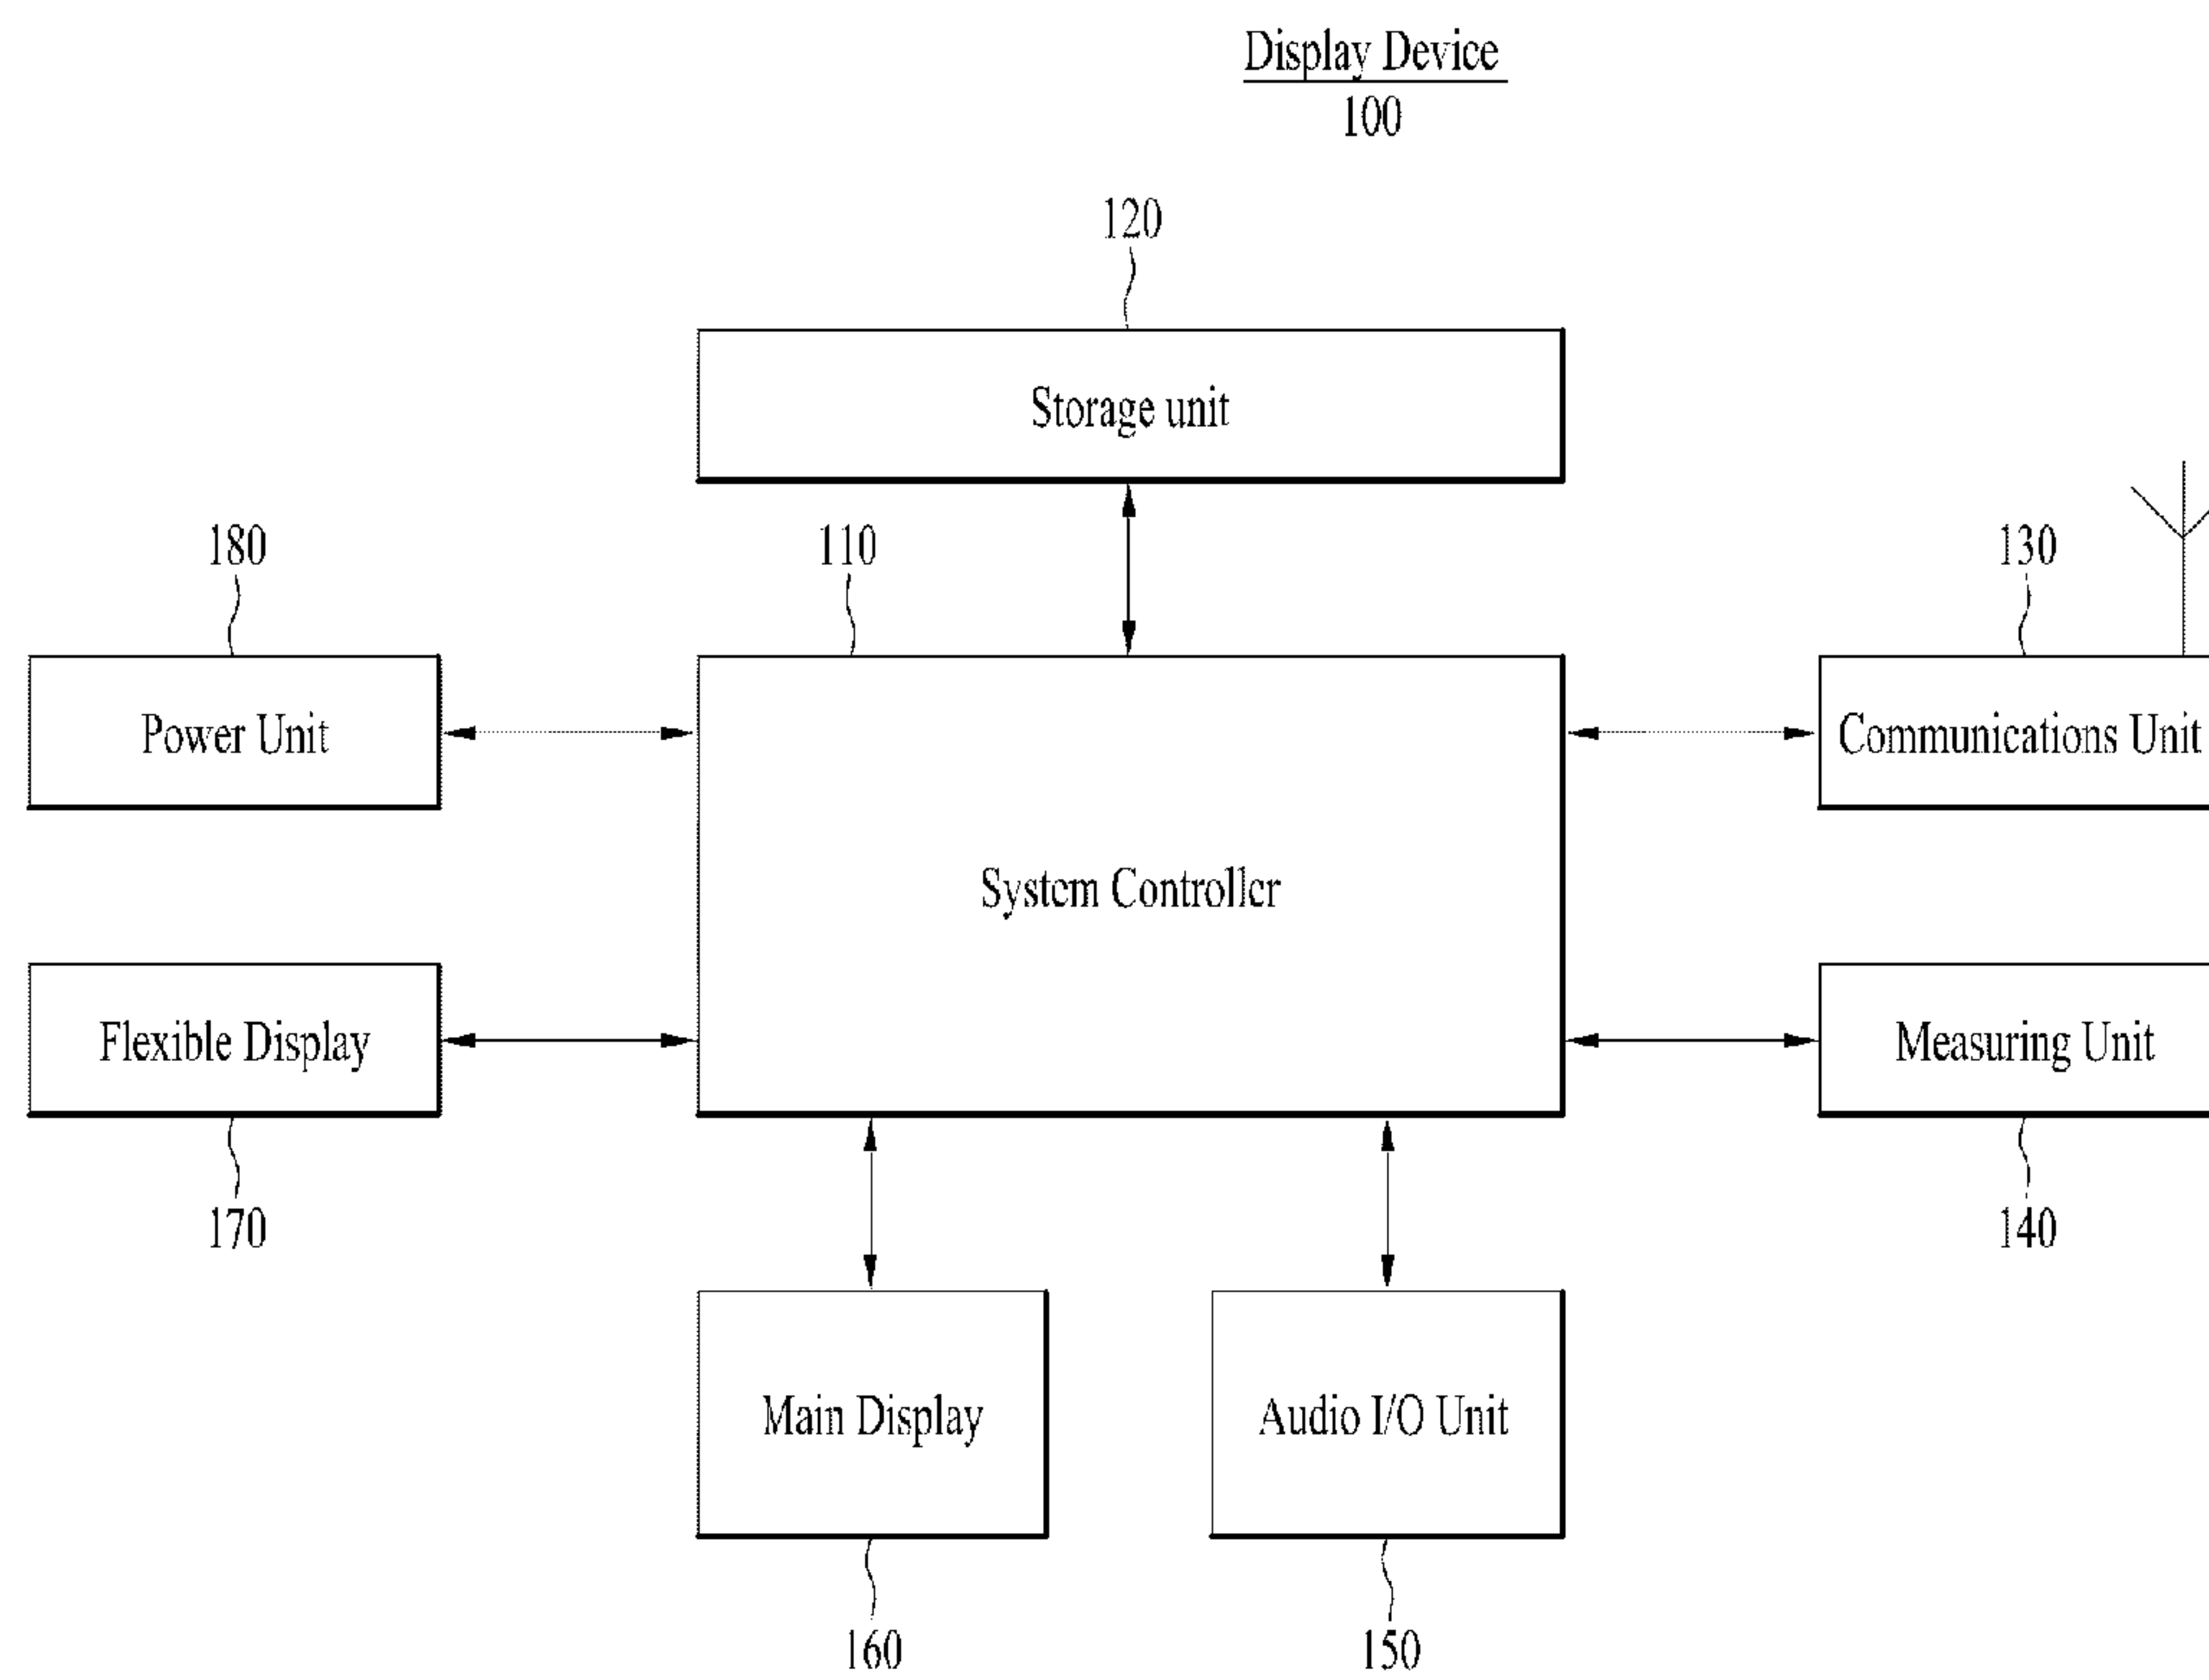 Display Device
100
120
Storage unit
180
110
130
Power Unit
Communications Unit
System Controller
Flexible Display
Measuring Unit
170
140
Main Display
Audio I/O Unit
160
150